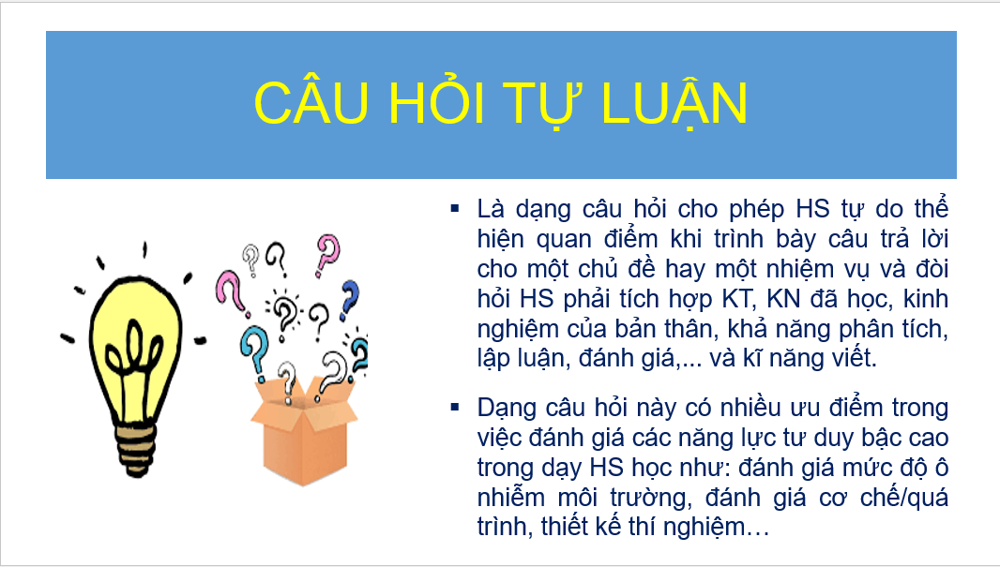 CÂU HỎI TỰ LUẬN
▪ Là dạng câu hỏi cho phép HS tự do thể
hiện quan điểm khi trình bày câu trả lời
cho một chủ đề hay một nhiệm vụ và đòi
hỏi HS phải tích hợp KT, KN đã học, kinh
nghiệm của bản thân, khả năng phân tích,
lập luận, đánh giá,... và kĩ năng viết.
▪ Dạng câu hỏi này có nhiều ưu điểm trong
việc đánh giá các năng lực tư duy bậc cao
trong dạy HS học như: đánh giá mức độ ô
nhiễm môi trường, đánh giá cơ chế/quá
trình, thiết kế thí nghiệm…